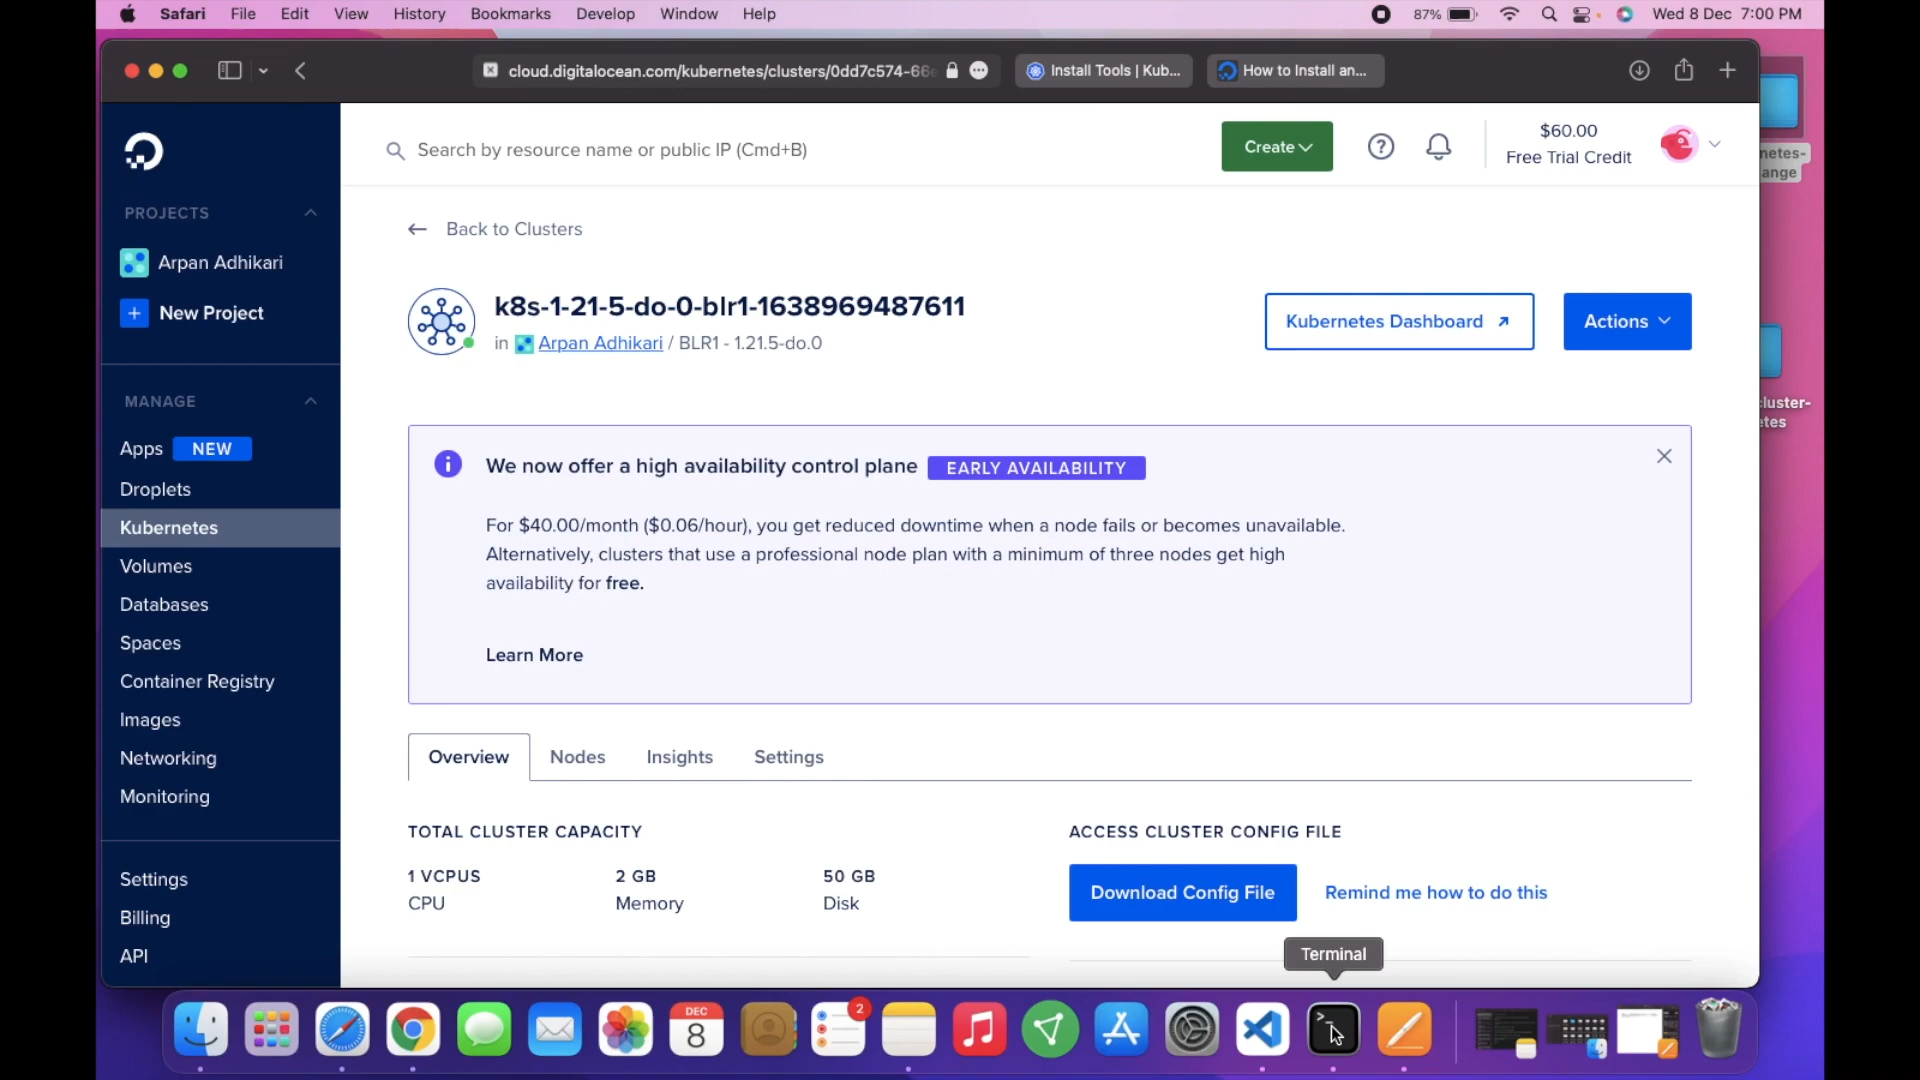 Safari File Edit View History Bookmarks Develop Window Help 87% Wed 8 Dec 7:00 PM
cloud.digitalocean.com/kubernetes/clusters/0dd7c574-66 Install Tools | Kub... How to Install an...
Search by resource name or public IP (Cmd+B) Create $60.00
Free Trial Credit
PROJECTS
Arpan Adhikari
New Project
MANAGE
Apps NEW
Droplets
Kubernetes
Volumes
Databases
Spaces
Container Registry
Images
Networking
Monitoring
Settings
Billing
API
Back to Clusters
k8s-1-21-5-do-0-blr1-1638969487611
in Arpan Adhikari / BLR1 - 1.21.5-do.0
Kubernetes Dashboard Actions
We now offer a high availability control plane EARLY AVAILABILITY
For $40.00/month ($0.06/hour), you get reduced downtime when a node fails or becomes unavailable.
Alternatively, clusters that use a professional node plan with a minimum of three nodes get high
availability for free.
Learn More
Overview Nodes Insights Settings
TOTAL CLUSTER CAPACITY
1 VCPUS 2 GB 50 GB
CPU Memory Disk
ACCESS CLUSTER CONFIG FILE
Download Config File Remind me how to do this
Terminal
netes-
ange
cluster-
etes
DEC
8
2